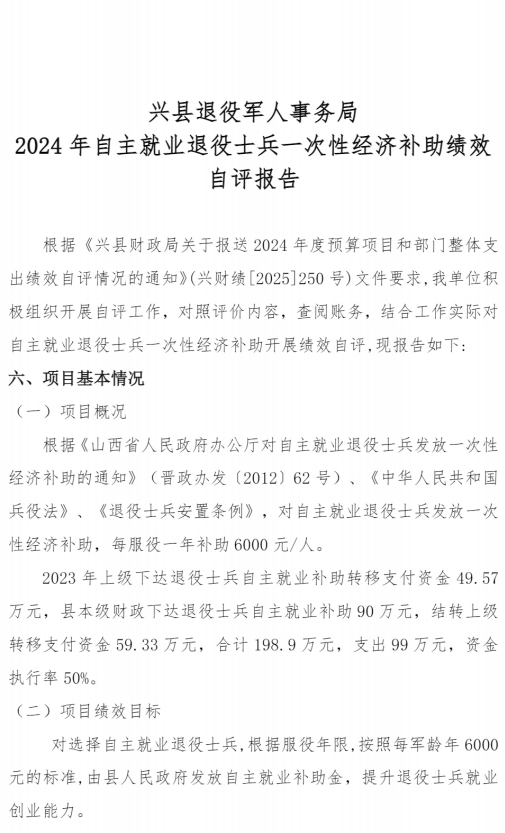 兴县退役军人事务局
2024 年自主就业退役士兵一次性经济补助绩效
自评报告
根据《兴县财政局关于报送 2024 年度预算项目和部门整体支
出绩效自评情况的通知》(兴财绩[2025]250 号)文件要求,我单位积
极组织开展自评工作，对照评价内容，查阅账务，结合工作实际对
自主就业退役士兵一次性经济补助开展绩效自评,现报告如下:
六、项目基本情况
（一）项目概况
根据《山西省人民政府办公厅对自主就业退役士兵发放一次性
经济补助的通知》（晋政办发〔2012〕62 号）、《中华人民共和国
兵役法》、《退役士兵安置条例》，对自主就业退役士兵发放一次
性经济补助，每服役一年补助 6000 元/人。
2023 年上级下达退役士兵自主就业补助转移支付资金 49.57
万元，县本级财政下达退役士兵自主就业补助 90 万元，结转上级
转移支付资金 59.33 万元，合计 198.9 万元，支出 99 万元，资金
执行率 50%。
（二）项目绩效目标
对选择自主就业退役士兵,根据服役年限,按照每军龄年 6000
元的标准,由县人民政府发放自主就业补助金，提升退役士兵就业
创业能力。